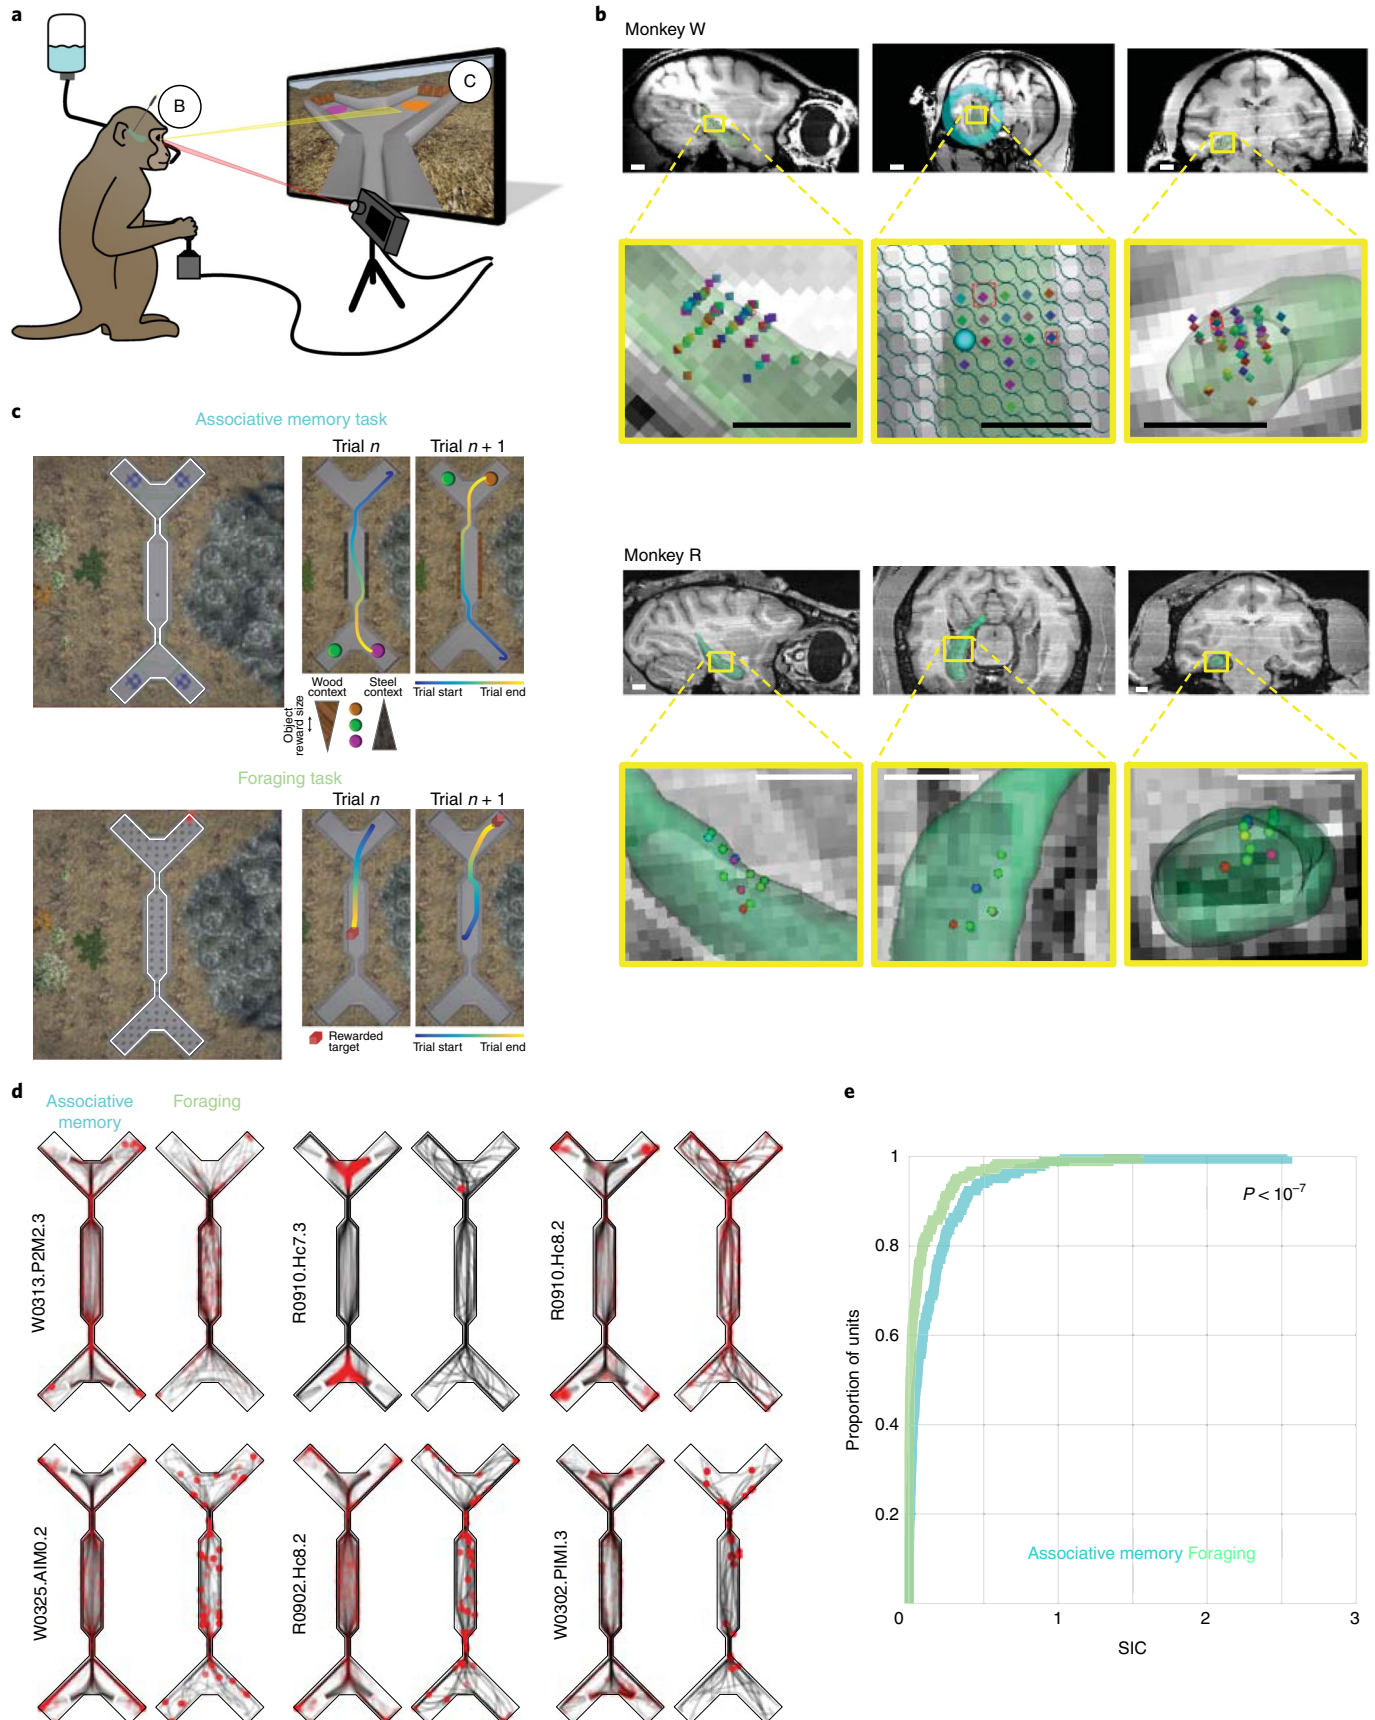 a
B
C
b
Monkey W
Monkey R
c
Associative memory task
Trial n
Trial n + 1
Wood context
Steel context
Trial start
Trial end
Object reward size
Foraging task
Trial n
Trial n + 1
Rewarded target
Trial start
Trial end
d
Associative memory
Foraging
W0313.P2M2.3
R0910.Hc7.3
R0910.Hc8.2
W0325.AIM0.2
R0902.Hc8.2
W0302.PIMI.3
e
1
0.8
0.6
0.4
0.2
0
1
2
3
P < 10–7
Proportion of units
Associative memory Foraging
SIC